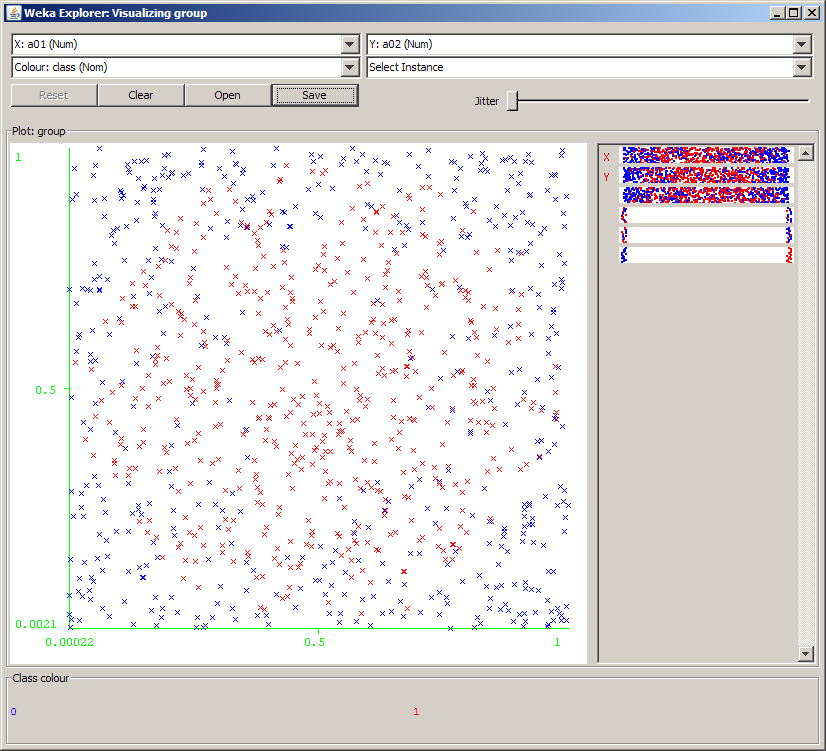 Weka Explorer: Visualizing group
X: a01 (Num) Y: a02 (Num)
Colour: class (Nom) Select Instance
Reset Clear Open Save Jitter
Plot: group
1
0.5
0.0021
0.00022 0.5 1
X
Y
Class colour
0 1